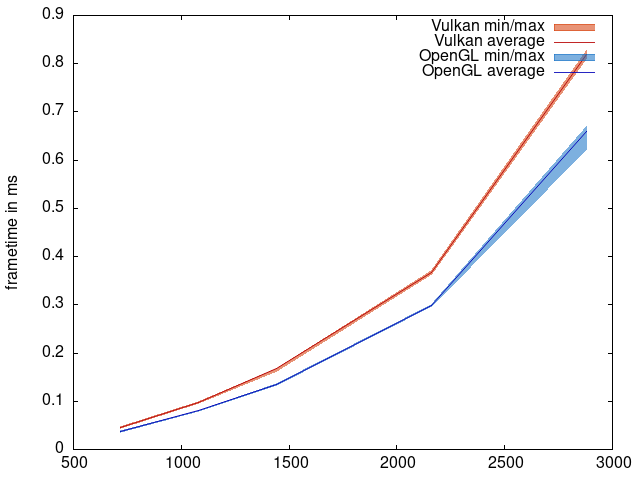 0.9
0.8
0.7
0.6
0.5
0.4
0.3
0.2
0.1
0
frametime in ms
Vulkan min/max
Vulkan average
OpenGL min/max
OpenGL average
500 1000 1500 2000 2500 3000